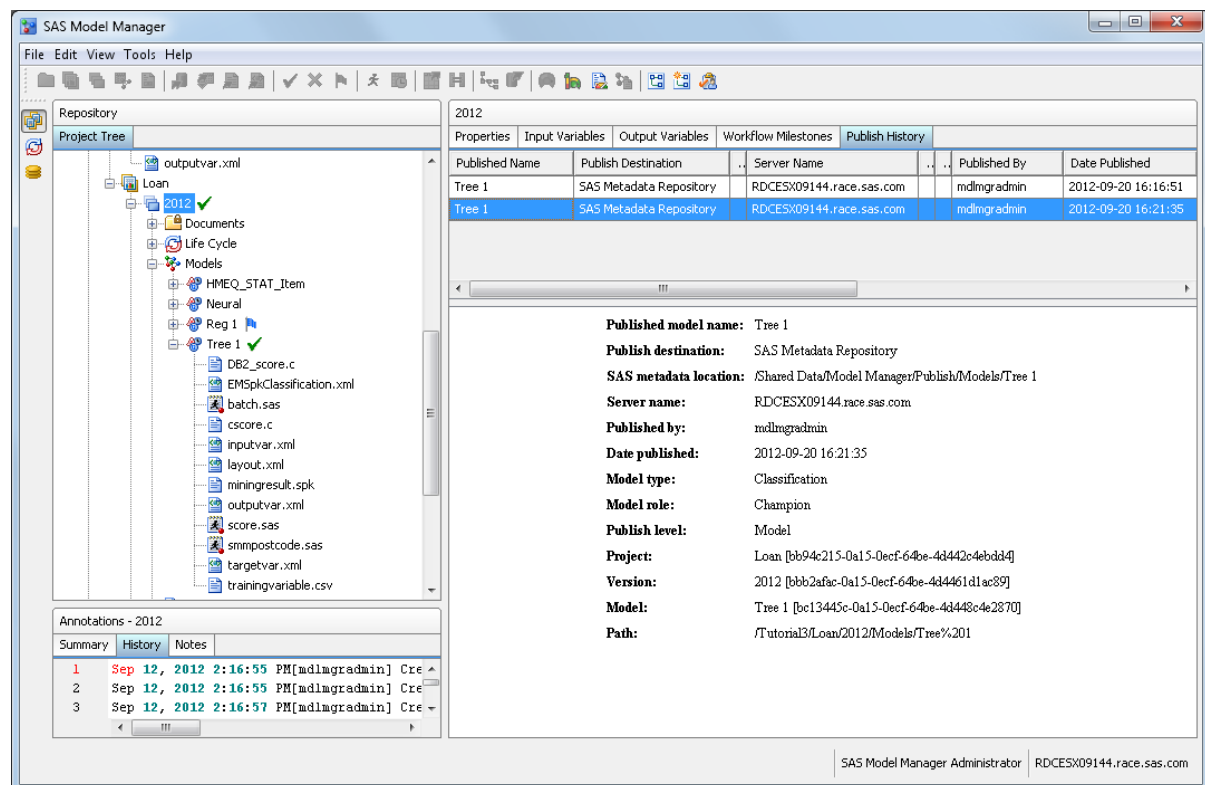 SAS Model Manager
File Edit View Tools Help
Repository
Project Tree
outputvar.xml
Loan
2012
Documents
Life Cycle
Models
HMEQ_STAT_Item
Neural
Reg 1
Tree 1
DB2_score.c
EMSpkClassification.xml
batch.sas
cscore.c
inputvar.xml
layout.xml
miningresult.spk
outputvar.xml
score.sas
smmpostcode.sas
targetvar.xml
trainingvariable.csv
Annotations - 2012
Summary History Notes
1 Sep 12, 2012 2:16:55 PM[mdlmgradmin] Cre
2 Sep 12, 2012 2:16:55 PM[mdlmgradmin] Cre
3 Sep 12, 2012 2:16:57 PM[mdlmgradmin] Cre
2012
Properties Input Variables Output Variables Workflow Milestones Publish History
Published Name Publish Destination .. Server Name .. .. Published By Date Published
Tree 1 SAS Metadata Repository RDCESX09144.race.sas.com mdlmgradmin 2012-09-20 16:16:51
Tree 1 SAS Metadata Repository RDCESX09144.race.sas.com mdlmgradmin 2012-09-20 16:21:35
Published model name: Tree 1
Publish destination: SAS Metadata Repository
SAS metadata location: /Shared Data/Model Manager/Publish/Models/Tree 1
Server name: RDCESX09144.race.sas.com
Published by: mdlmgradmin
Date published: 2012-09-20 16:21:35
Model type: Classification
Model role: Champion
Publish level: Model
Project: Loan [bb94c215-0a15-0ecf-64be-4d442c4ebdd4]
Version: 2012 [bbb2afac-0a15-0ecf-64be-4d4461d1ac89]
Model: Tree 1 [bc13445c-0a15-0ecf-64be-4d448c4e2870]
Path: /Tutorial3/Loan/2012/Models/Tree%201
SAS Model Manager Administrator RDCESX09144.race.sas.com